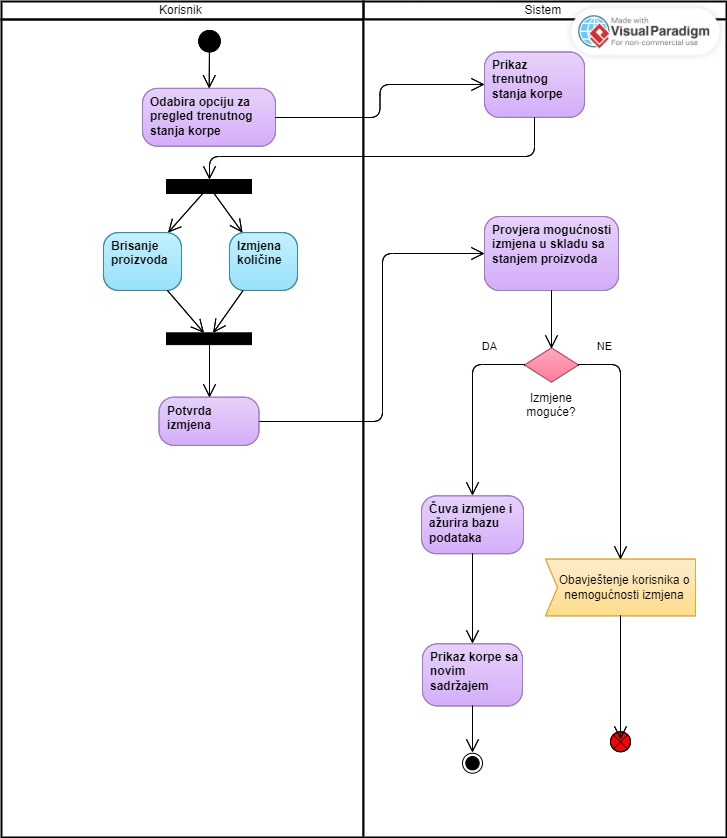 Korisnik
Sistem
Made with
VisualParadigm
For non-commercial use
Odabira opciju za
pregled trenutnog
stanja korpe
Prikaz
trenutnog
stanja korpe
Brisanje
proizvoda
Izmjena
količine
Provjera mogućnosti
izmjena u skladu sa
stanjem proizvoda
DA
NE
Izmjene
moguće?
Potvrda
izmjena
Čuva izmjene i
ažurira bazu
podataka
Obavještenje korisnika o
nemogućnosti izmjena
Prikaz korpe sa
novim
sadržajem